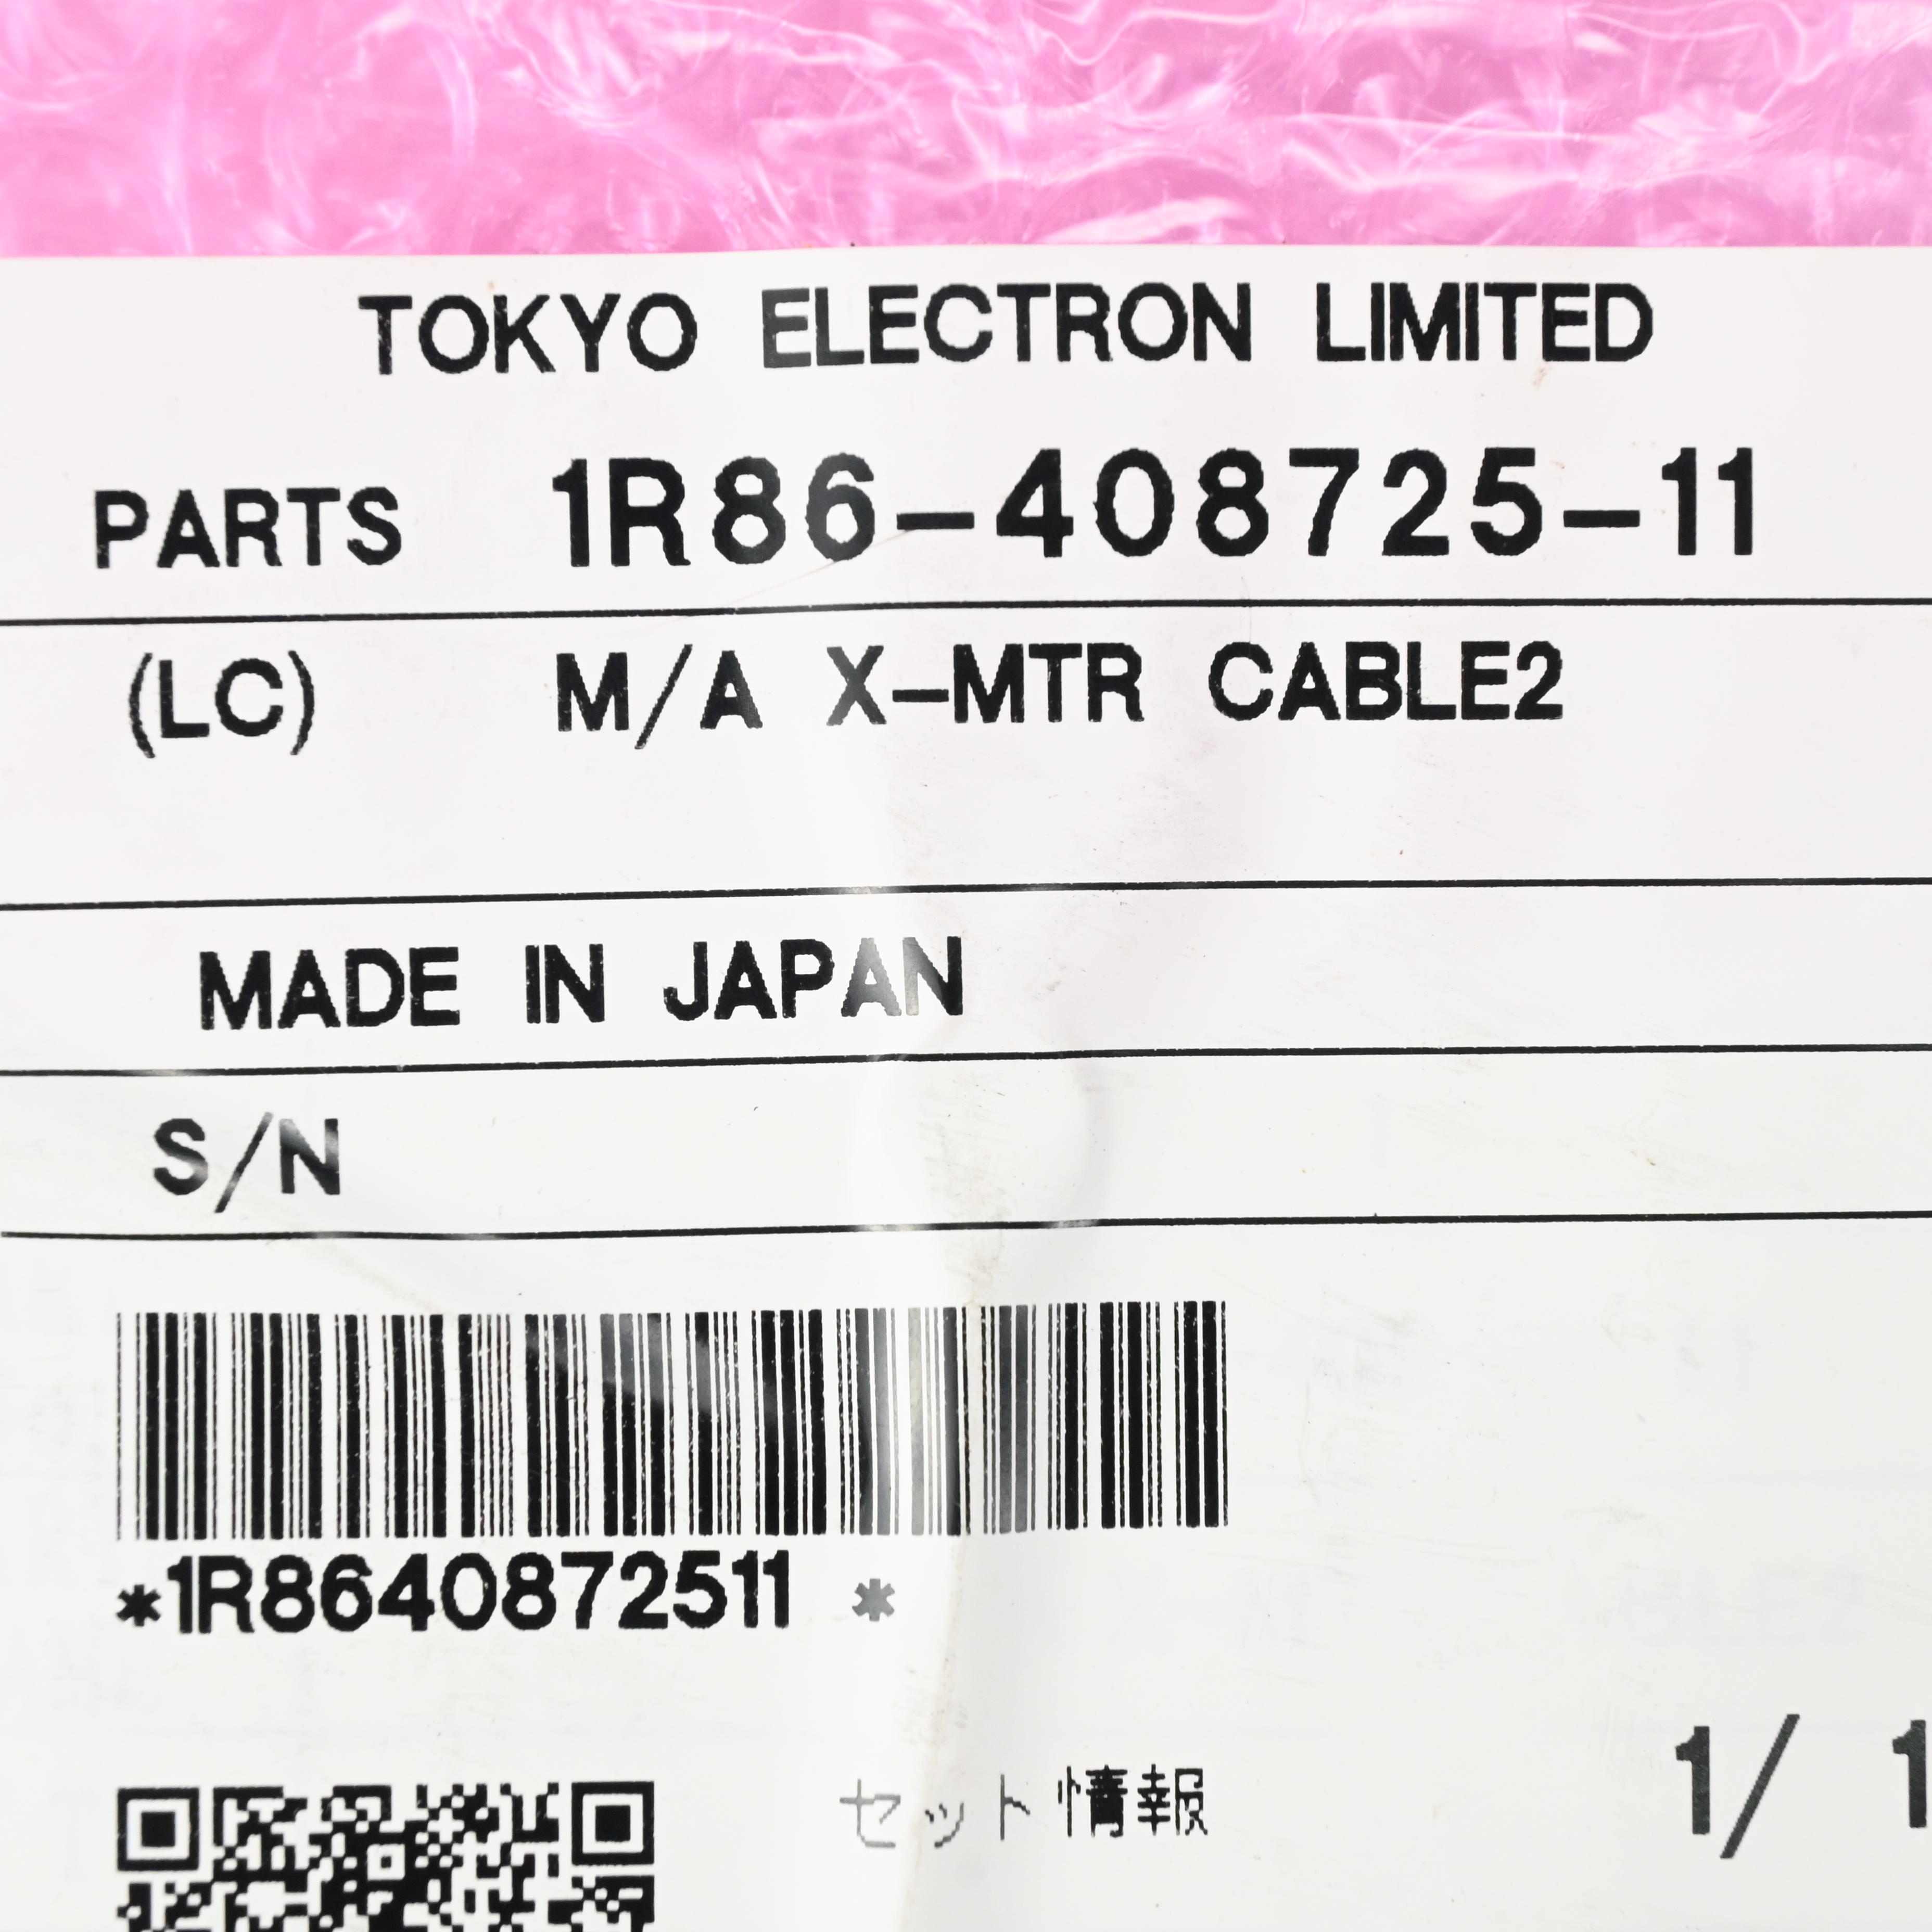 TOKYO ELECTRON LIMITED
PARTS 1R86-408725-11
(LC) M/A X-MTR CABLE2
MADE IN JAPAN
S/N
*1R8640872511 *
セット情報 1/ 1